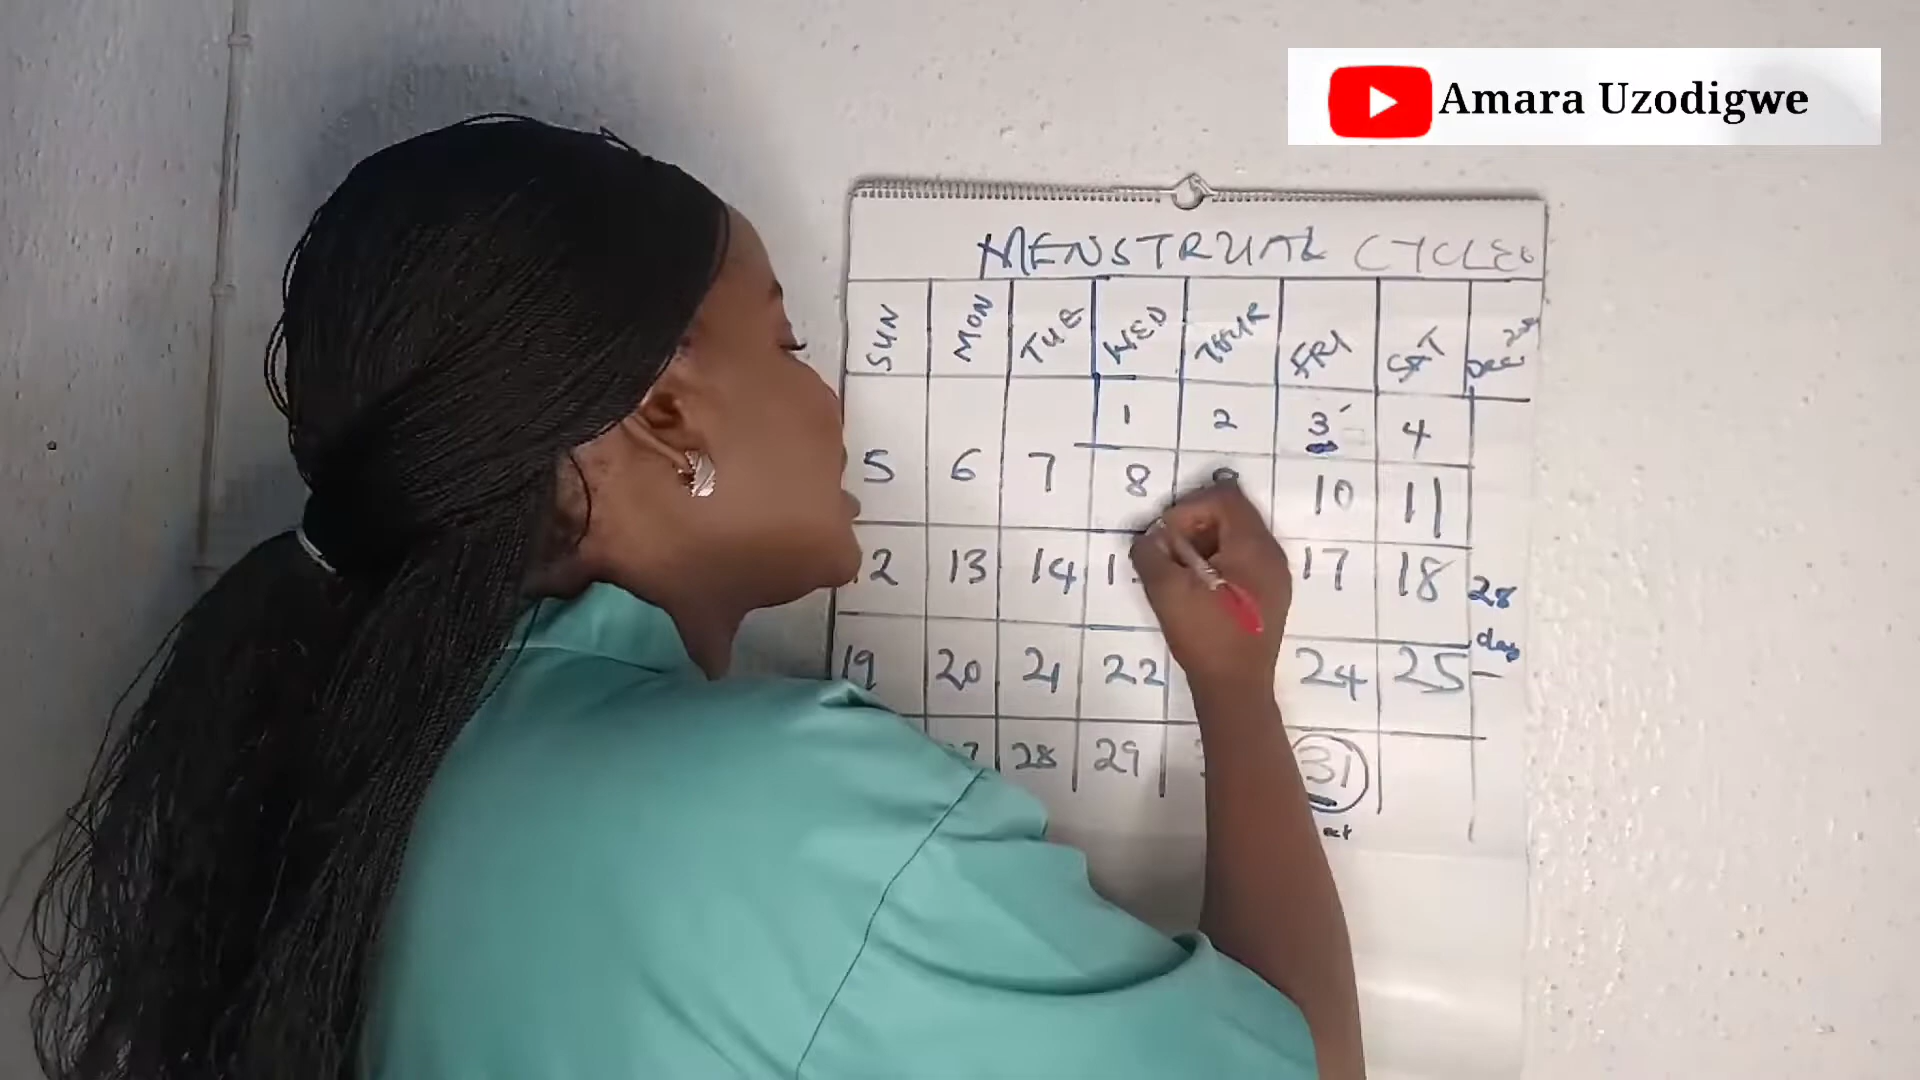 Amara Uzodigwe
MENSTRUAL CYCLE
SUN MON TUE WED THUR FRI SAT DEC
1 2 3 4
5 6 7 8 10 11
13 14 17 18 28
days
19 20 21 22 24 25
28 29 31